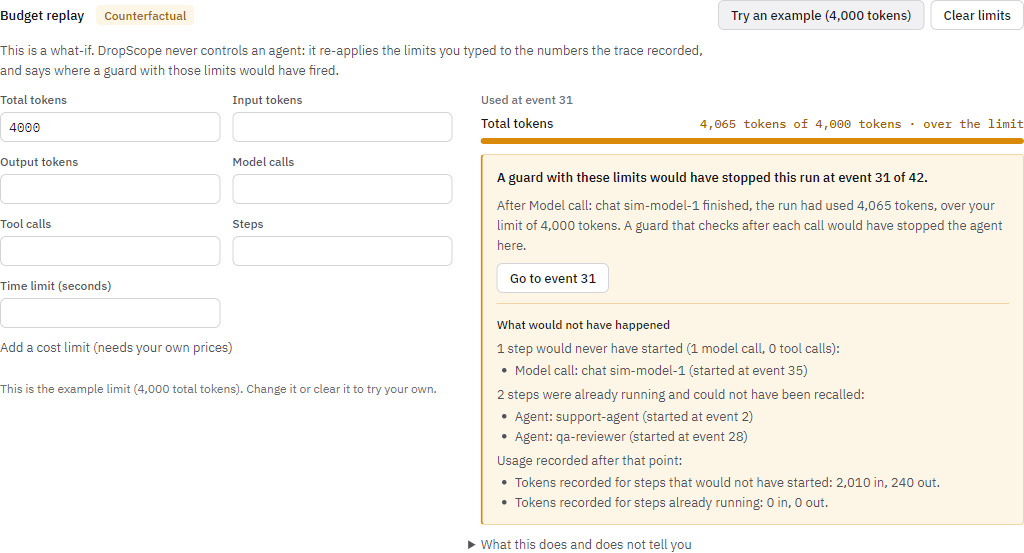 Budget replay Counterfactual Try an example (4,000 tokens) Clear limits
This is a what-if. DropScope never controls an agent: it re-applies the limits you typed to the numbers the trace recorded,
and says where a guard with those limits would have fired.
Total tokens
4000
Input tokens
Output tokens
Model calls
Tool calls
Steps
Time limit (seconds)
Add a cost limit (needs your own prices)
This is the example limit (4,000 total tokens). Change it or clear it to try your own.
Used at event 31
Total tokens 4,065 tokens of 4,000 tokens · over the limit
A guard with these limits would have stopped this run at event 31 of 42.
After Model call: chat sim-model-1 finished, the run had used 4,065 tokens, over your
limit of 4,000 tokens. A guard that checks after each call would have stopped the agent
here.
Go to event 31
What would not have happened
1 step would never have started (1 model call, 0 tool calls):
• Model call: chat sim-model-1 (started at event 35)
2 steps were already running and could not have been recalled:
• Agent: support-agent (started at event 2)
• Agent: qa-reviewer (started at event 28)
Usage recorded after that point:
• Tokens recorded for steps that would not have started: 2,010 in, 240 out.
• Tokens recorded for steps already running: 0 in, 0 out.
▶ What this does and does not tell you